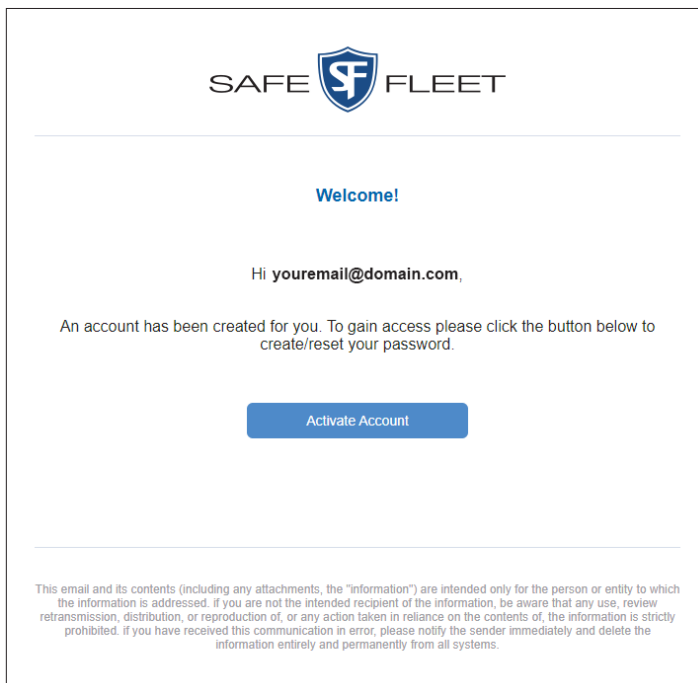 SAFE SF FLEET
Welcome!
Hi youremail@domain.com,
An account has been created for you. To gain access please click the button below to
create/reset your password.
Activate Account
This email and its contents (including any attachments, the "information") are intended only for the person or entity to which
the information is addressed. if you are not the intended recipient of the information, be aware that any use, review
retransmission, distribution, or reproduction of, or any action taken in reliance on the contents of, the information is strictly
prohibited. if you have received this communication in error, please notify the sender immediately and delete the
information entirely and permanently from all systems.